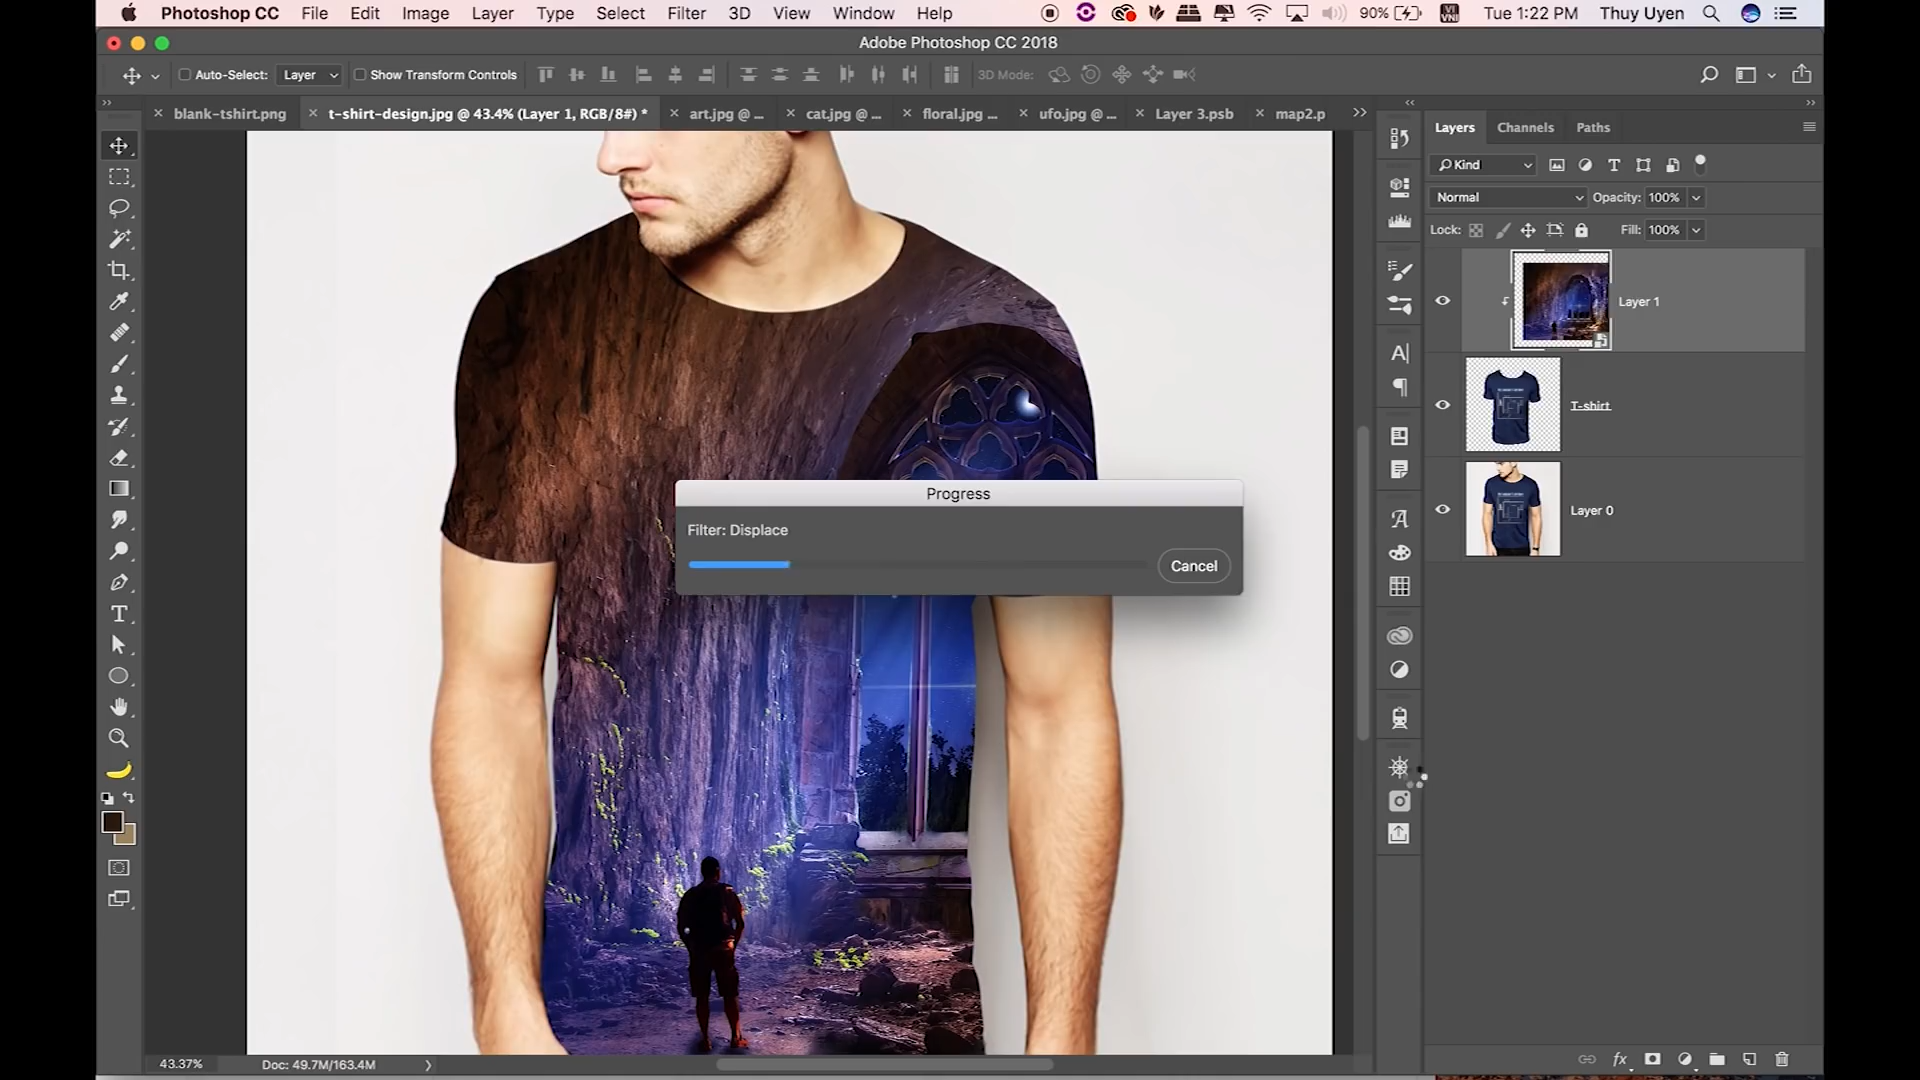 Photoshop CC File Edit Image Layer Type Select Filter 3D View Window Help 90% VI VNI Tue 1:22 PM Thuy Uyen
Adobe Photoshop CC 2018
Auto-Select: Layer Show Transform Controls 3D Mode:
blank-tshirt.png t-shirt-design.jpg @ 43.4% (Layer 1, RGB/8#) * art.jpg @ ... cat.jpg @ ... floral.jpg ... ufo.jpg @ ... Layer 3.psb map2.p
Layers Channels Paths
Kind
Normal Opacity: 100%
Lock: Fill: 100%
Layer 1
T-shirt
Layer 0
Progress
Filter: Displace
Cancel
43.37% Doc: 49.7M/163.4M